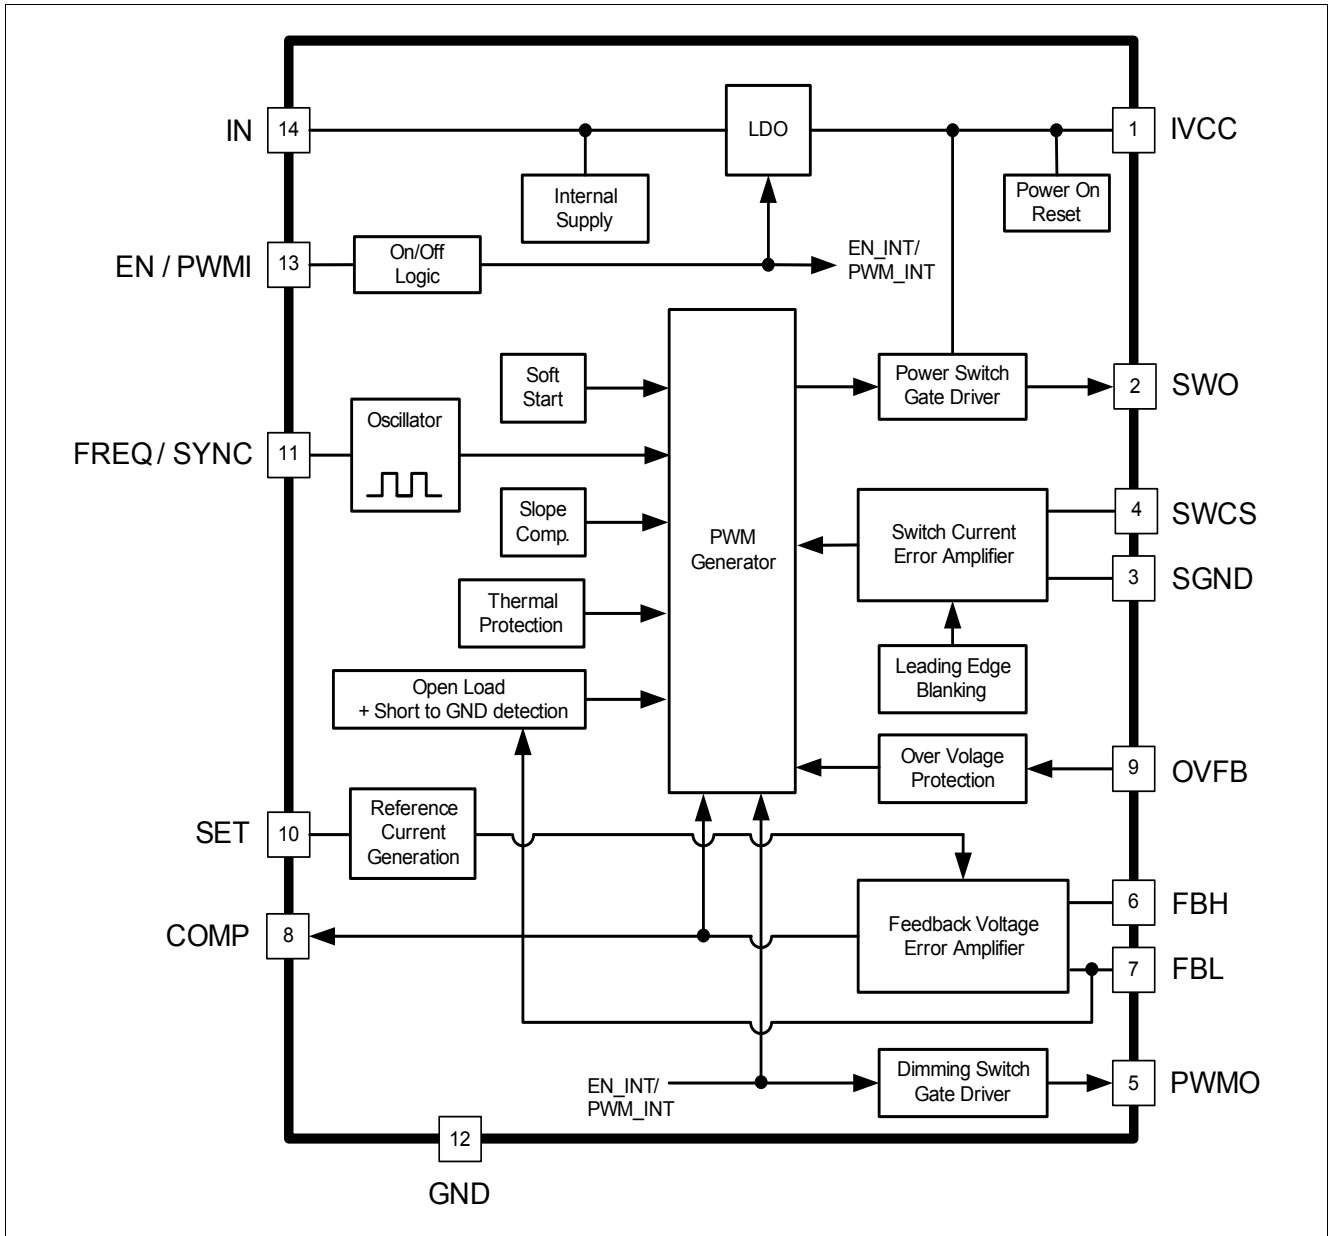 IN
14
LDO
1
IVCC
Internal
Supply
Power On
Reset
EN / PWMI
13
On/Off
Logic
EN_INT/
PWM_INT
Soft
Start
Power Switch
Gate Driver
2
SWO
FREQ / SYNC
11
Oscillator
Slope
Comp.
PWM
Generator
Switch Current
Error Amplifier
4
SWCS
3
SGND
Thermal
Protection
Leading Edge
Blanking
Open Load
+ Short to GND detection
Over Volage
Protection
9
OVFB
SET
10
Reference
Current
Generation
COMP
8
Feedback Voltage
Error Amplifier
6
FBH
7
FBL
EN_INT/
PWM_INT
Dimming Switch
Gate Driver
5
PWMO
12
GND